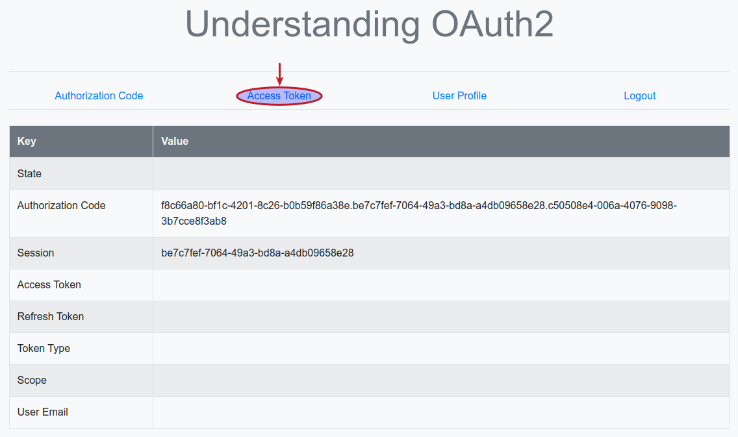 Understanding OAuth2
Authorization Code Access Token User Profile Logout
Key Value
State
Authorization Code f8c66a80-bf1c-4201-8c26-b0b59f86a38e.be7c7fef-7064-49a3-bd8a-a4db09658e28.c50508e4-006a-4076-9098-
3b7cce8f3ab8
Session be7c7fef-7064-49a3-bd8a-a4db09658e28
Access Token
Refresh Token
Token Type
Scope
User Email